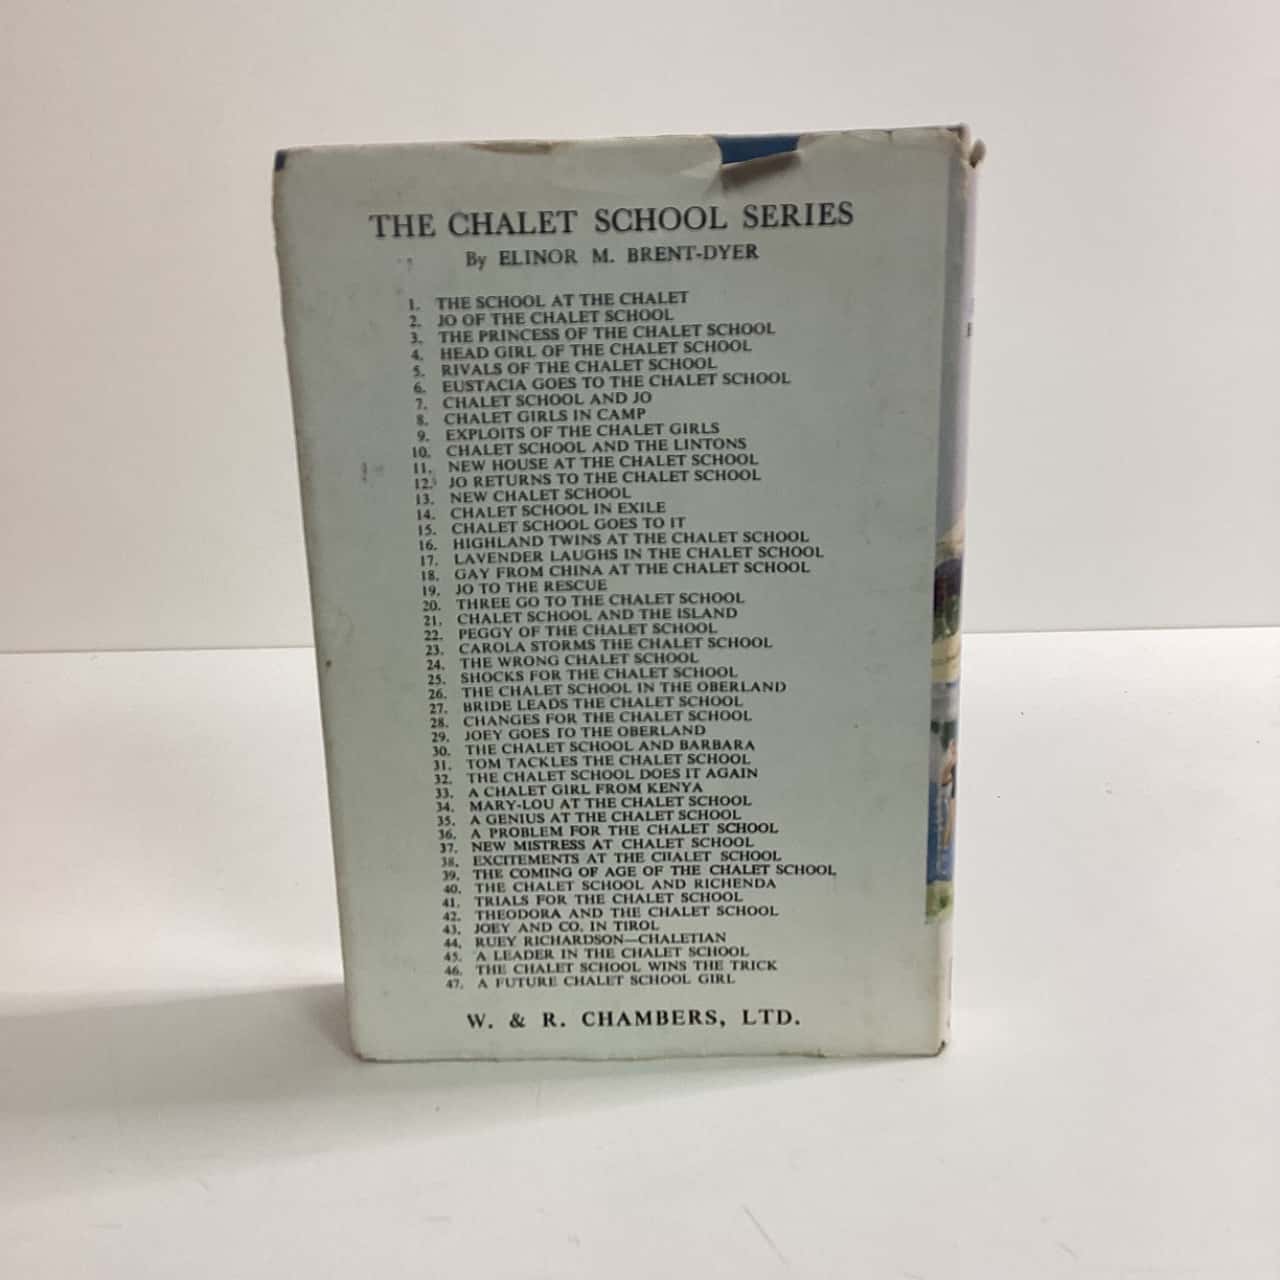 THE CHALET SCHOOL SERIES
By ELINOR M. BRENT-DYER
1. THE SCHOOL AT THE CHALET
2. JO OF THE CHALET SCHOOL
3. THE PRINCESS OF THE CHALET SCHOOL
4. HEAD GIRL OF THE CHALET SCHOOL
5. RIVALS OF THE CHALET SCHOOL
6. EUSTACIA GOES TO THE CHALET SCHOOL
7. CHALET SCHOOL AND JO
8. CHALET GIRLS IN CAMP
9. EXPLOITS OF THE CHALET GIRLS
10. CHALET SCHOOL AND THE LINTONS
11. NEW HOUSE AT THE CHALET SCHOOL
12. JO RETURNS TO THE CHALET SCHOOL
13. NEW CHALET SCHOOL
14. CHALET SCHOOL IN EXILE
15. CHALET SCHOOL GOES TO IT
16. HIGHLAND TWINS AT THE CHALET SCHOOL
17. LAVENDER LAUGHS IN THE CHALET SCHOOL
18. GAY FROM CHINA AT THE CHALET SCHOOL
19. JO TO THE RESCUE
20. THREE GO TO THE CHALET SCHOOL
21. CHALET SCHOOL AND THE ISLAND
22. PEGGY OF THE CHALET SCHOOL
23. CAROLA STORMS THE CHALET SCHOOL
24. THE WRONG CHALET SCHOOL
25. SHOCKS FOR THE CHALET SCHOOL
26. THE CHALET SCHOOL IN THE OBERLAND
27. BRIDE LEADS THE CHALET SCHOOL
28. CHANGES FOR THE CHALET SCHOOL
29. JOEY GOES TO THE OBERLAND
30. THE CHALET SCHOOL AND BARBARA
31. TOM TACKLES THE CHALET SCHOOL
32. THE CHALET SCHOOL DOES IT AGAIN
33. A CHALET GIRL FROM KENYA
34. MARY-LOU AT THE CHALET SCHOOL
35. A GENIUS AT THE CHALET SCHOOL
36. A PROBLEM FOR THE CHALET SCHOOL
37. NEW MISTRESS AT CHALET SCHOOL
38. EXCITEMENTS AT THE CHALET SCHOOL
39. THE COMING OF AGE OF THE CHALET SCHOOL
40. THE CHALET SCHOOL AND RICHENDA
41. TRIALS FOR THE CHALET SCHOOL
42. THEODORA AND THE CHALET SCHOOL
43. JOEY AND CO. IN TIROL
44. RUEY RICHARDSON—CHALETIAN
45. A LEADER IN THE CHALET SCHOOL
46. THE CHALET SCHOOL WINS THE TRICK
47. A FUTURE CHALET SCHOOL GIRL
W. & R. CHAMBERS, LTD.